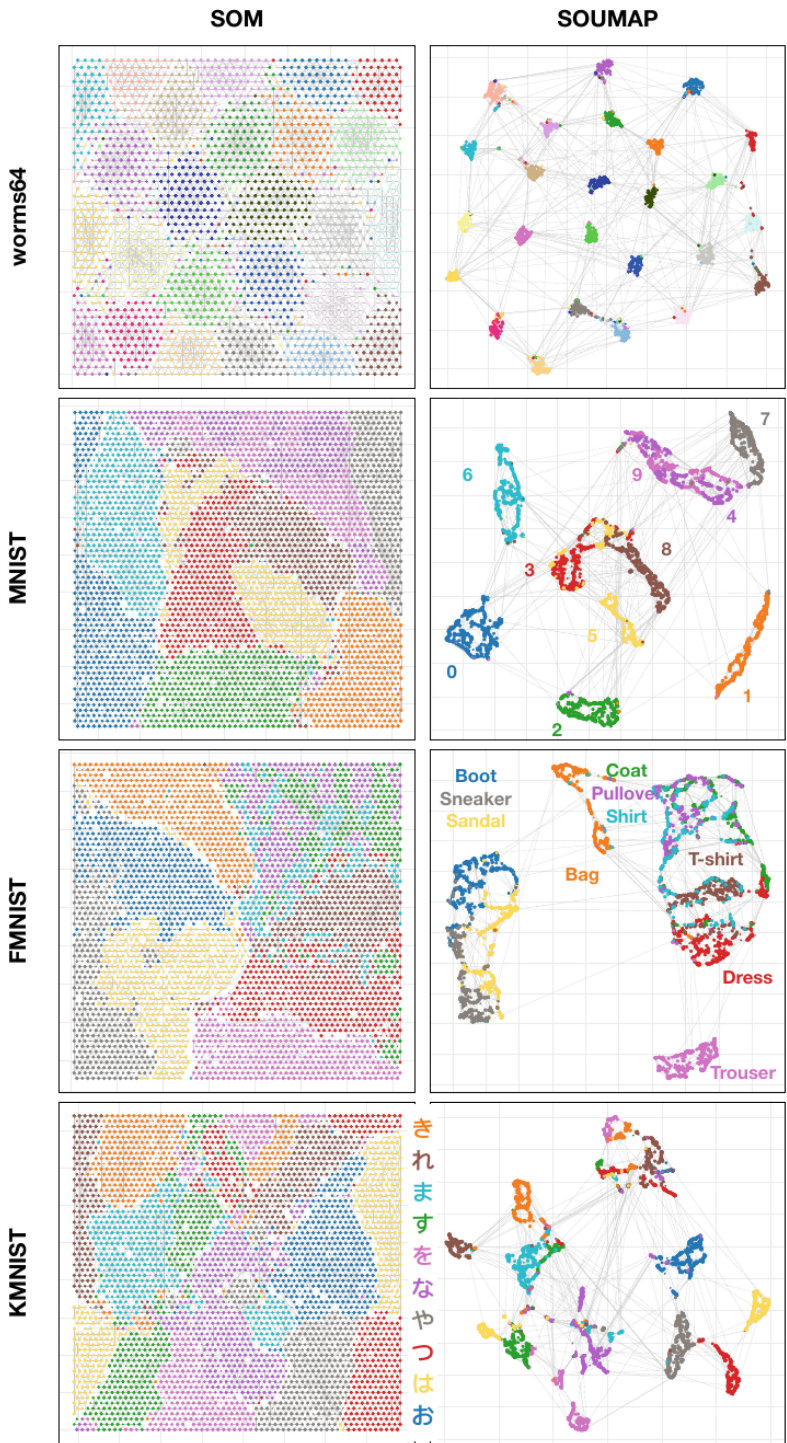 SOM
SOUMAP
worms64
MNIST
7
6
9
4
8
3
5
0
1
2
FMNIST
Boot
Coat
Sneaker
Pullover
Sandal
Shirt
T-shirt
Bag
Dress
Trouser
KMNIST
き
れ
ま
す
を
な
や
つ
は
お